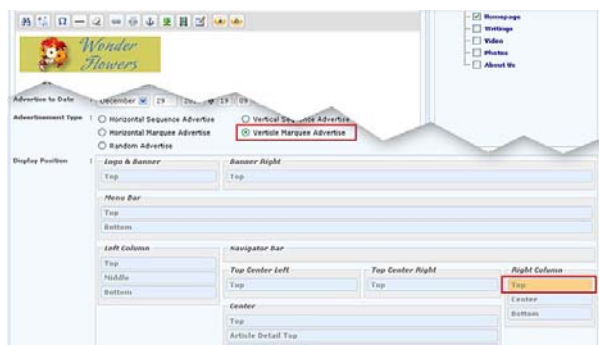 Homepage
Writings
Video
Photos
About Us
Wonder
Flowers
Advertise to Date : December 19 19 09
Advertisement Type : Horizontal Sequence Advertise Vertical Sequence Advertise
Horizontal Marquee Advertise Verticle Marquee Advertise
Random Advertise
Display Position : Logo & Banner Banner Right
Top Top
Menu Bar
Top
Bottom
Left Column Navigator Bar
Top
Middle
Bottom
Top Center Left Top Center Right Right Column
Top Top Top
Center
Bottom
Center
Top
Article Detail Top